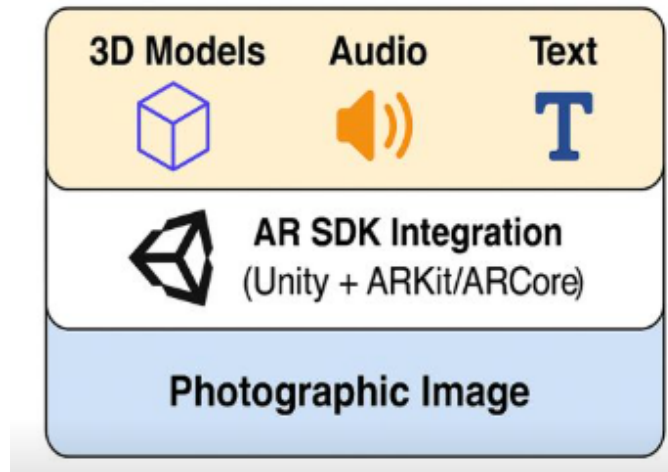 3D Models Audio Text
T
AR SDK Integration
(Unity + ARKit/ARCore)
Photographic Image